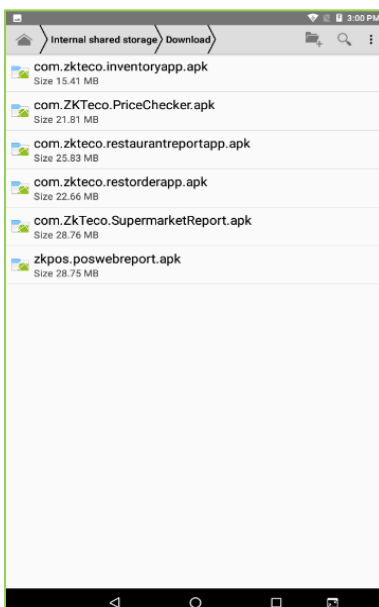 3:00 PM
Internal shared storage Download
com.zkteco.inventoryapp.apk
Size 15.41 MB
com.ZKTeco.PriceChecker.apk
Size 21.81 MB
com.zkteco.restaurantreportapp.apk
Size 25.83 MB
com.zkteco.restorderapp.apk
Size 22.66 MB
com.ZkTeco.SupermarketReport.apk
Size 28.76 MB
zkpos.poswebreport.apk
Size 28.75 MB